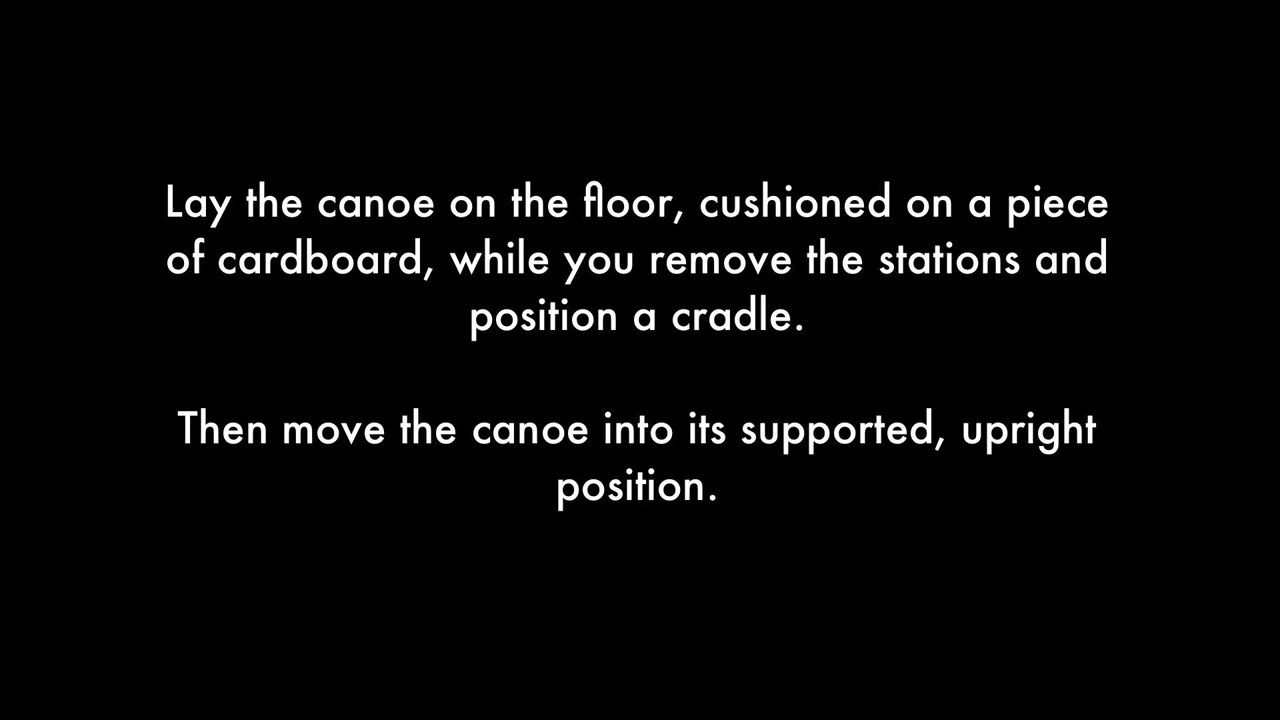 Lay the canoe on the floor, cushioned on a piece
of cardboard, while you remove the stations and
position a cradle.
Then move the canoe into its supported, upright
position.